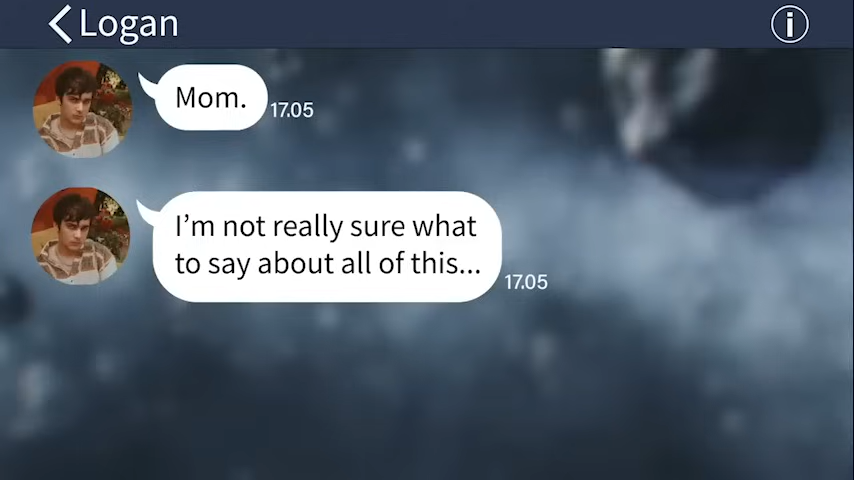 Logan
Mom.
17.05
I'm not really sure what
to say about all of this...
17.05